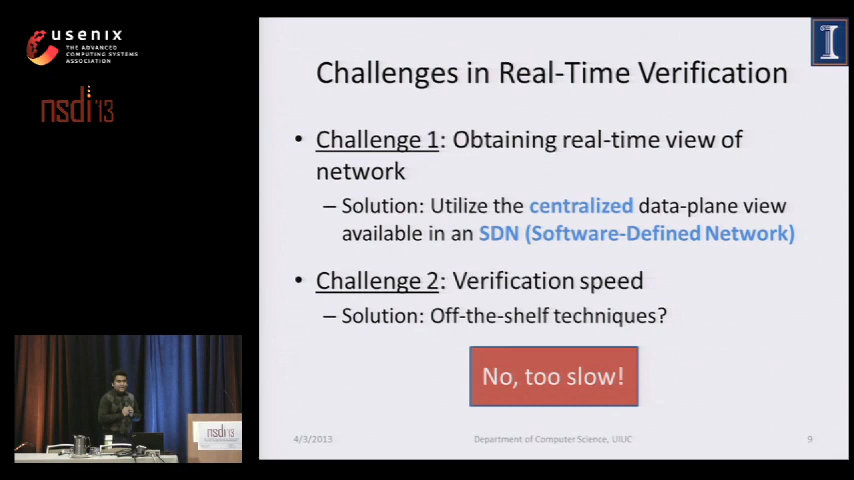 usenix
THE ADVANCED
COMPUTING SYSTEMS
ASSOCIATION
nsdi'13
I
Challenges in Real-Time Verification
• Challenge 1: Obtaining real-time view of
network
– Solution: Utilize the centralized data-plane view
available in an SDN (Software-Defined Network)
• Challenge 2: Verification speed
– Solution: Off-the-shelf techniques?
No, too slow!
4/3/2013
Department of Computer Science, UIUC
9
nsdi'13